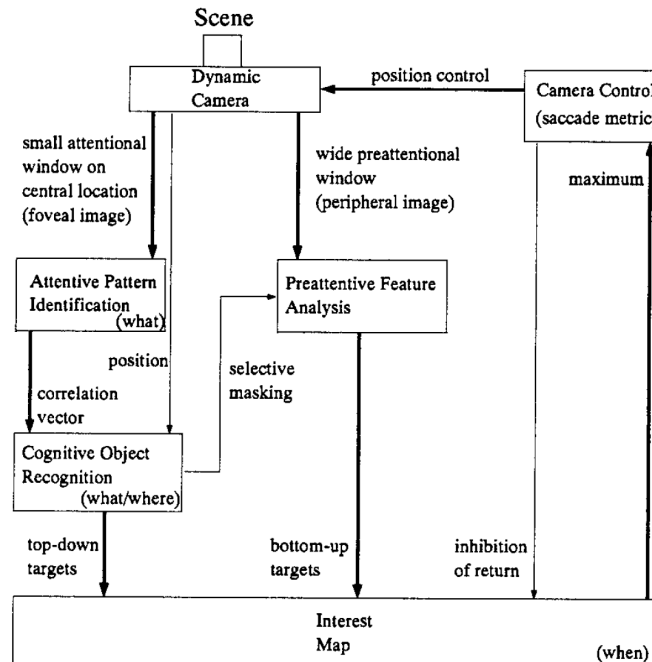 Scene
Dynamic
Camera
position control
Camera Control
(saccade metric
small attentional
window on
central location
(foveal image)
wide preattentional
window
(peripheral image)
maximum
Attentive Pattern
Identification
(what)
Preattentive Feature
Analysis
position
selective
masking
correlation
vector
Cognitive Object
Recognition
(what/where)
top-down
targets
bottom-up
targets
inhibition
of return
Interest
Map
(when)